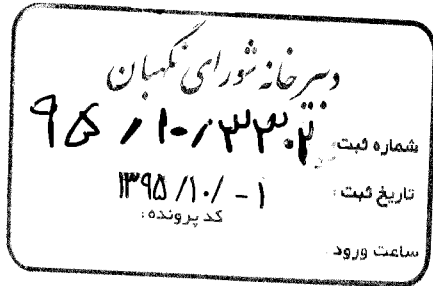 دبیرخانه شورای نگهبان
شماره ثبت: ۹۵/۱۰/۳۳۰۲
تاریخ ثبت: ۱۳۹۵/۱۰/-۱
کد پرونده:
ساعت ورود